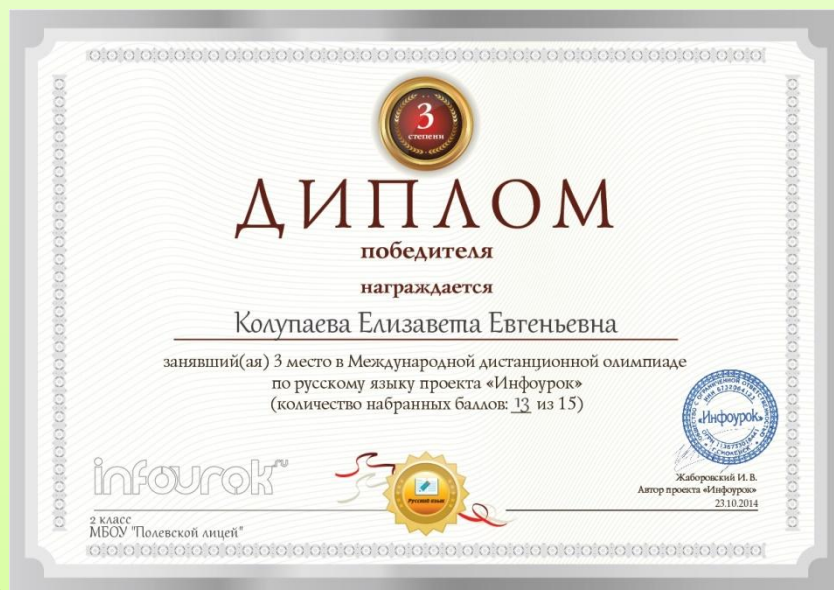 3
степени
ДИПЛОМ
победителя
награждается
Колупаева Елизавета Евгеньевна
занявший(ая) 3 место в Международной дистанционной олимпиаде
по русскому языку проекта «Инфоурок»
(количество набранных баллов: 13 из 15)
«Инфоурок»
infourok.ru
Русский язык
Жаборовский И. В.
Автор проекта «Инфоурок»
23.10.2014
2 класс
МБОУ "Полевской лицей"